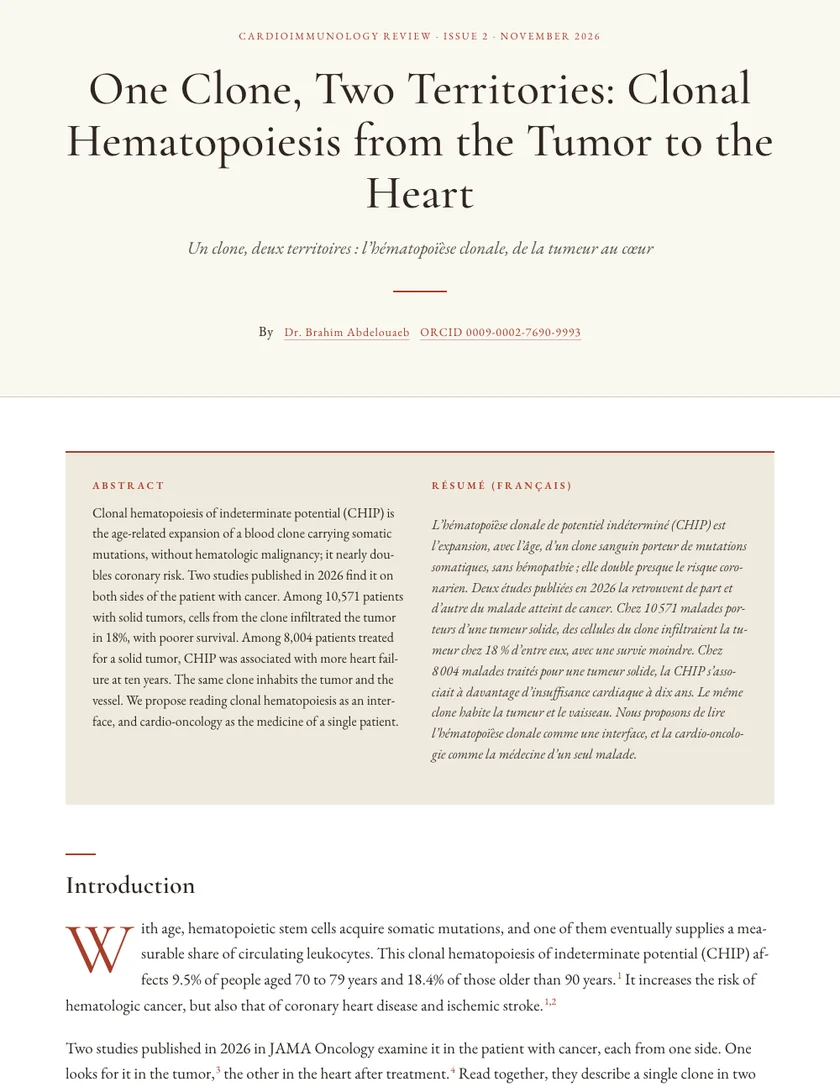 CARDIOIMMUNOLOGY REVIEW · ISSUE 2 · NOVEMBER 2026
One Clone, Two Territories: Clonal
Hematopoiesis from the Tumor to the
Heart
Un clone, deux territoires : l’hématopoïèse clonale, de la tumeur au cœur
By Dr. Brahim Abdelouaeb ORCID 0009-0002-7690-9993
ABSTRACT
Clonal hematopoiesis of indeterminate potential (CHIP) is
the age-related expansion of a blood clone carrying somatic
mutations, without hematologic malignancy; it nearly dou-
bles coronary risk. Two studies published in 2026 find it on
both sides of the patient with cancer. Among 10,571 patients
with solid tumors, cells from the clone infiltrated the tumor
in 18%, with poorer survival. Among 8,004 patients treated
for a solid tumor, CHIP was associated with more heart fail-
ure at ten years. The same clone inhabits the tumor and the
vessel. We propose reading clonal hematopoiesis as an inter-
face, and cardio-oncology as the medicine of a single patient.
RÉSUMÉ (FRANÇAIS)
L’hématopoïèse clonale de potentiel indéterminé (CHIP) est
l’expansion, avec l’âge, d’un clone sanguin porteur de mutations
somatiques, sans hémopathie ; elle double presque le risque coro-
narien. Deux études publiées en 2026 la retrouvent de part et
d’autre du malade atteint de cancer. Chez 10 571 malades por-
teurs d’une tumeur solide, des cellules du clone infiltraient la tu-
meur chez 18 % d’entre eux, avec une survie moindre. Chez
8 004 malades traités pour une tumeur solide, la CHIP s’asso-
ciait à davantage d’insuffisance cardiaque à dix ans. Le même
clone habite la tumeur et le vaisseau. Nous proposons de lire
l’hématopoïèse clonale comme une interface, et la cardio-oncolo-
gie comme la médecine d’un seul malade.
Introduction
With age, hematopoietic stem cells acquire somatic mutations, and one of them eventually supplies a mea-
surable share of circulating leukocytes. This clonal hematopoiesis of indeterminate potential (CHIP) af-
fects 9.5% of people aged 70 to 79 years and 18.4% of those older than 90 years.1 It increases the risk of
hematologic cancer, but also that of coronary heart disease and ischemic stroke.1,2
Two studies published in 2026 in JAMA Oncology examine it in the patient with cancer, each from one side. One
looks for it in the tumor,3 the other in the heart after treatment.4 Read together, they describe a single clone in two